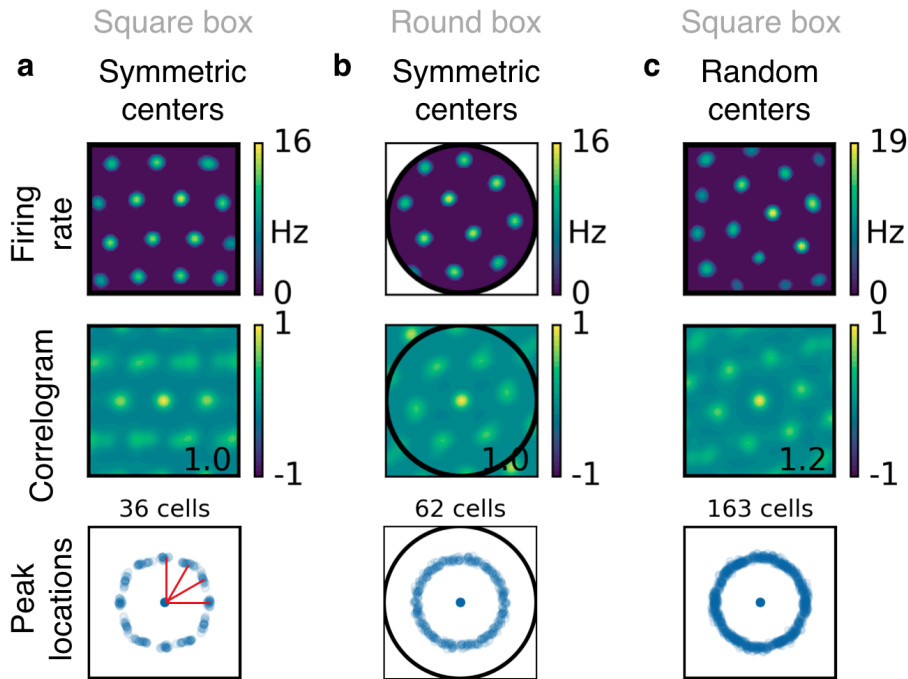 Square box
Round box
Square box
a
Symmetric
centers
b
Symmetric
centers
c
Random
centers
Firing
rate
16
Hz
0
16
Hz
0
19
Hz
0
Correlogram
1.0
1
-1
1.0
1
-1
1.2
1
-1
Peak
locations
36 cells
62 cells
163 cells